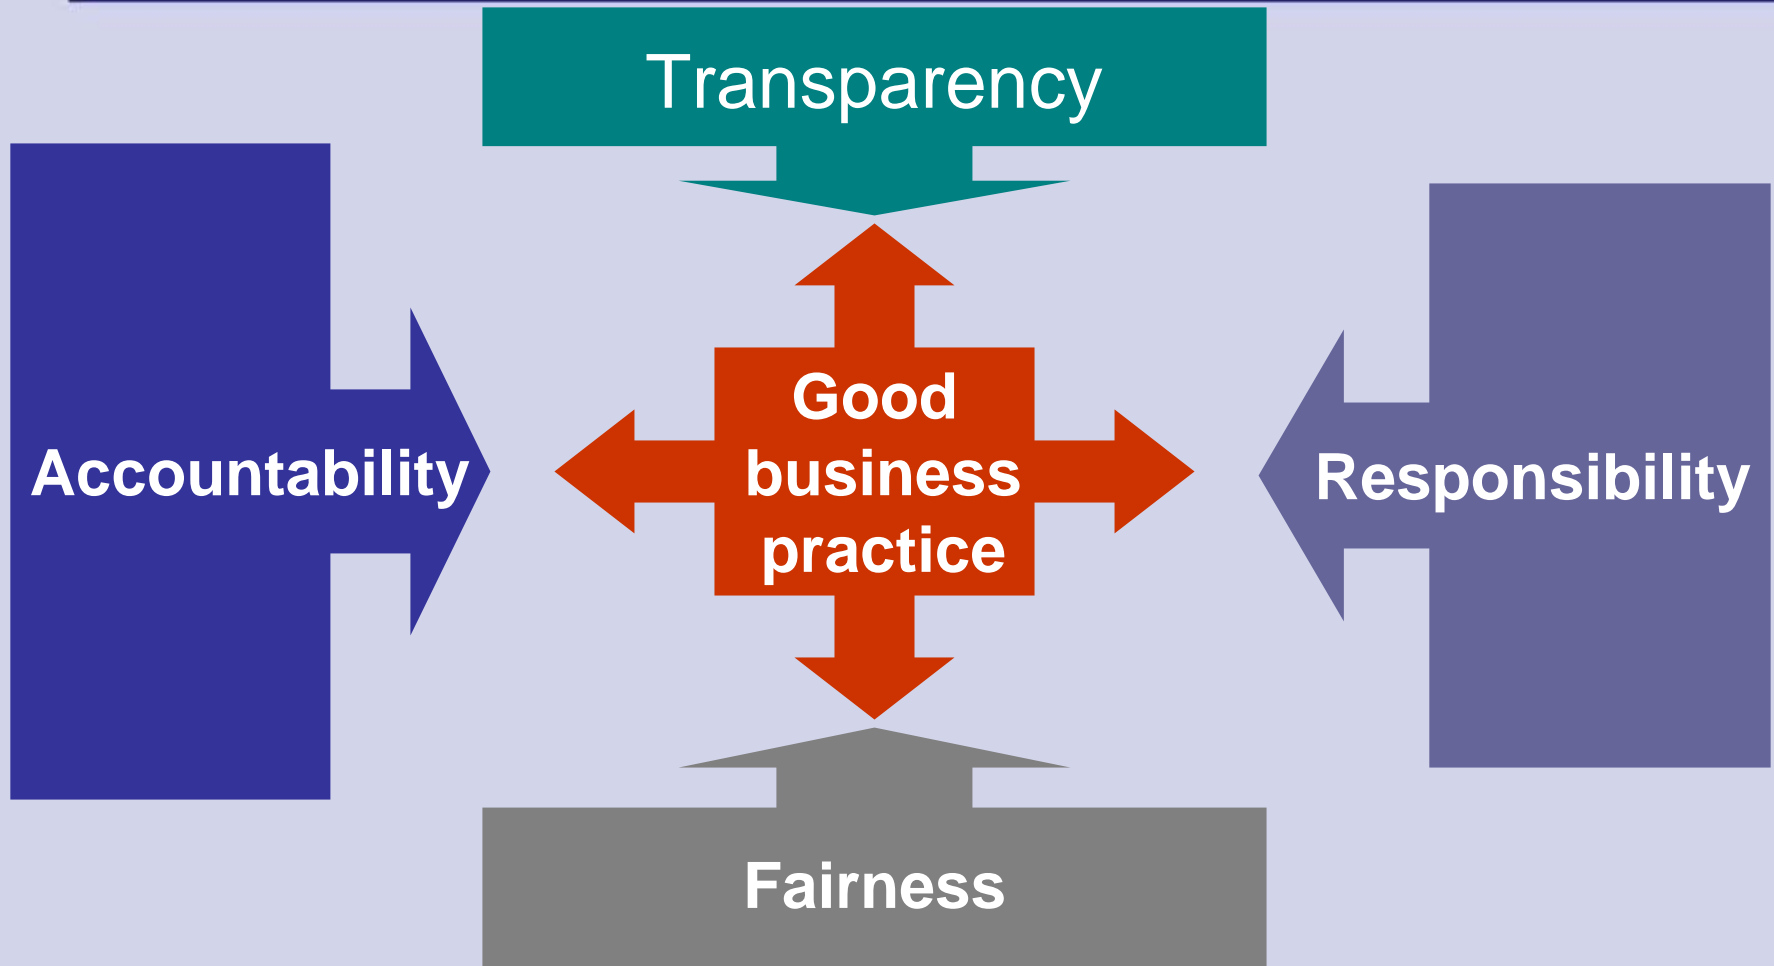 Transparency
Accountability
Good
business
practice
Responsibility
Fairness